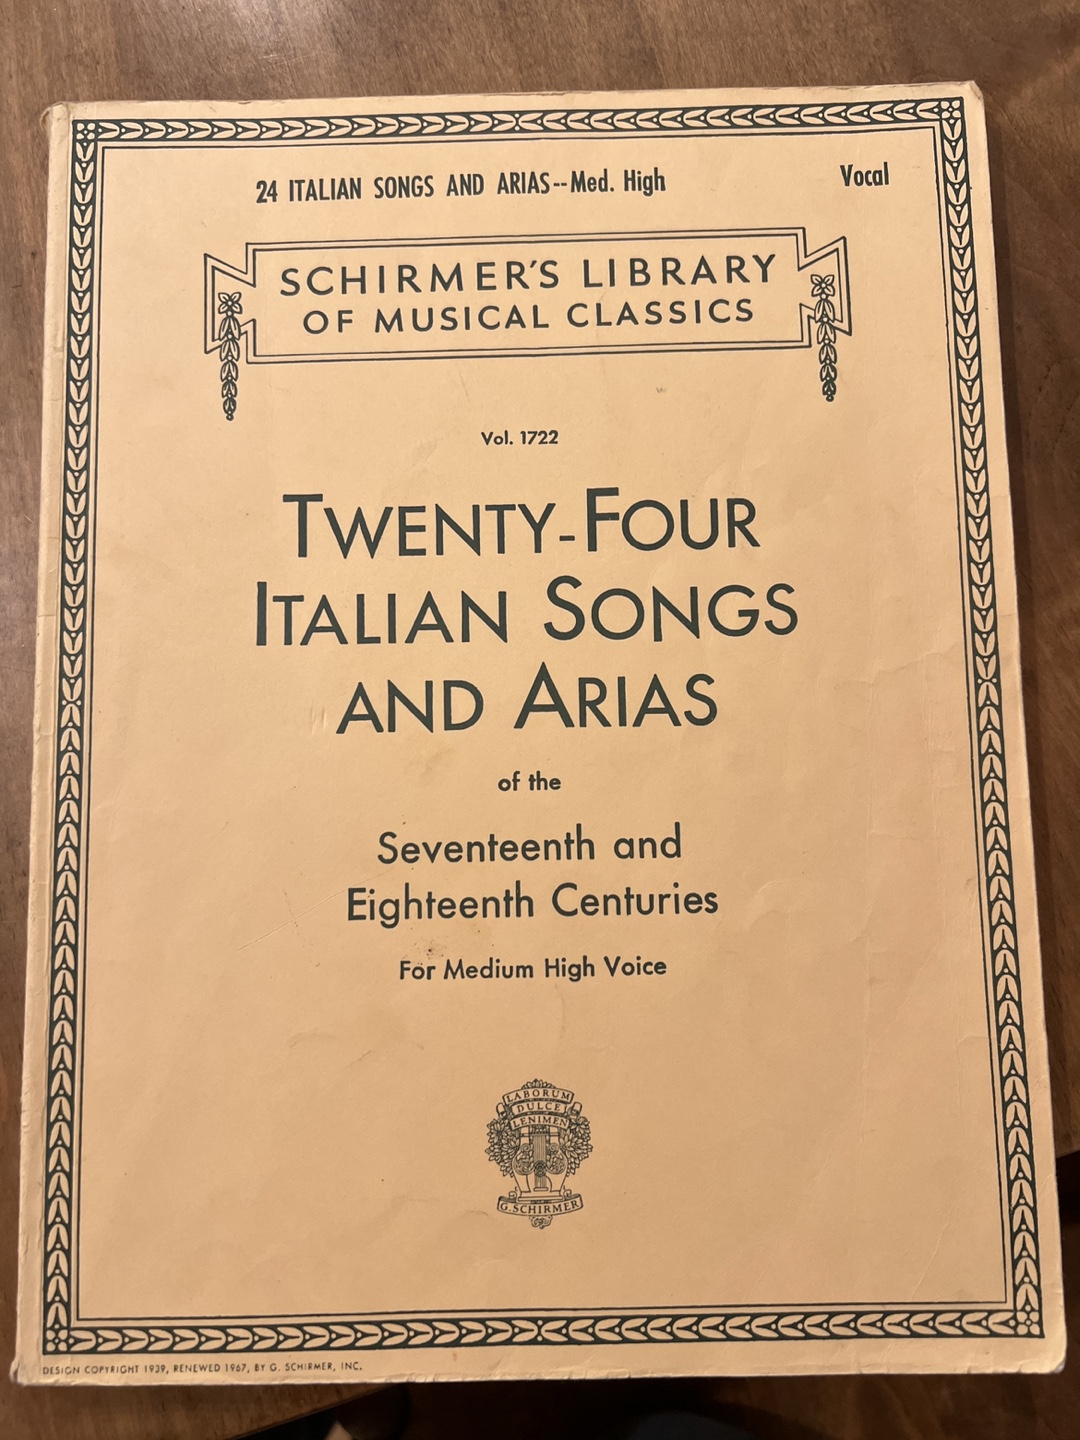 24 ITALIAN SONGS AND ARIAS--Med. High
Vocal
SCHIRMER'S LIBRARY
OF MUSICAL CLASSICS
Vol. 1722
TWENTY-FOUR
ITALIAN SONGS
AND ARIAS
of the
Seventeenth and
Eighteenth Centuries
For Medium High Voice
LABORUM
DULCE
LENIMEN
G. SCHIRMER
DESIGN COPYRIGHT 1939, RENEWED 1967, BY G. SCHIRMER, INC.